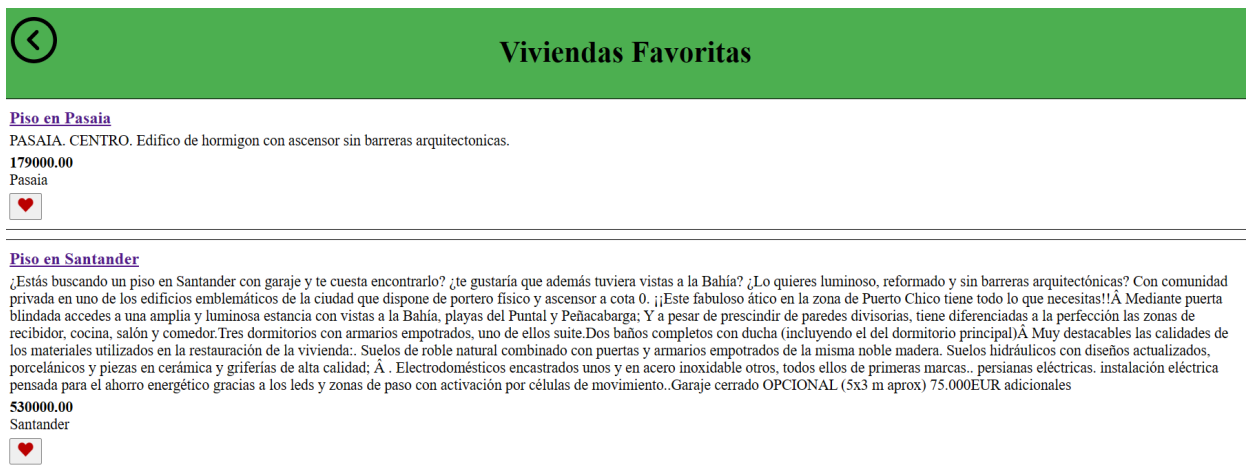 Viviendas Favoritas
Piso en Pasaia
PASAIA. CENTRO. Edifico de hormigon con ascensor sin barreras arquitectonicas.
179000.00
Pasaia
Piso en Santander
¿Estás buscando un piso en Santander con garaje y te cuesta encontrarlo? ¿te gustaría que además tuviera vistas a la Bahía? ¿Lo quieres luminoso, reformado y sin barreras arquitectónicas? Con comunidad
privada en uno de los edificios emblemáticos de la ciudad que dispone de portero físico y ascensor a cota 0. ¡¡Este fabuloso ático en la zona de Puerto Chico tiene todo lo que necesitas!!Â Mediante puerta
blindada accedes a una amplia y luminosa estancia con vistas a la Bahía, playas del Puntal y Peñacabarga; Y a pesar de prescindir de paredes divisorias, tiene diferenciadas a la perfección las zonas de
recibidor, cocina, salón y comedor.Tres dormitorios con armarios empotrados, uno de ellos suite.Dos baños completos con ducha (incluyendo el del dormitorio principal)Â Muy destacables las calidades de
los materiales utilizados en la restauración de la vivienda:. Suelos de roble natural combinado con puertas y armarios empotrados de la misma noble madera. Suelos hidráulicos con diseños actualizados,
porcelánicos y piezas en cerámica y griferías de alta calidad; Â . Electrodomésticos encastrados unos y en acero inoxidable otros, todos ellos de primeras marcas.. persianas eléctricas. instalación eléctrica
pensada para el ahorro energético gracias a los leds y zonas de paso con activación por células de movimiento..Garaje cerrado OPCIONAL (5x3 m aprox) 75.000EUR adicionales
530000.00
Santander